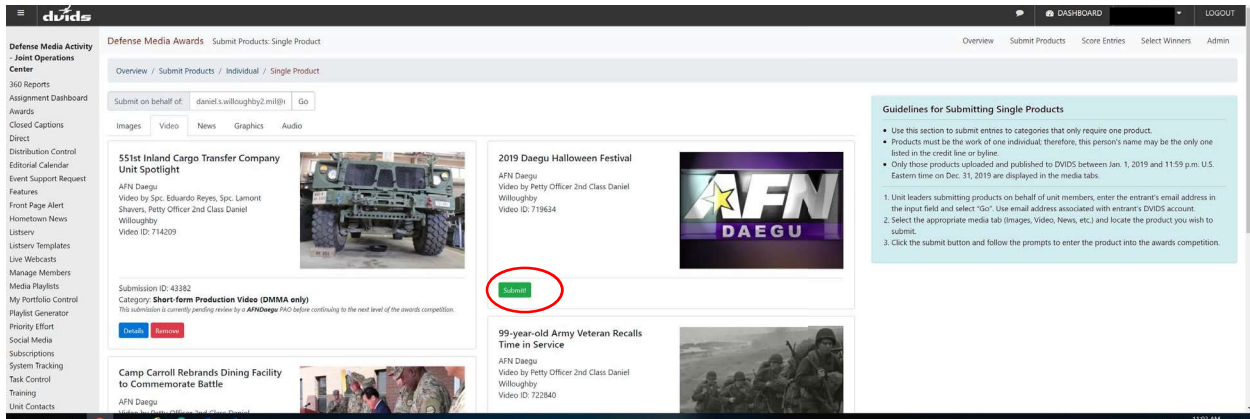 ≡ dvids
DASHBOARD
LOGOUT
Defense Media Activity
- Joint Operations
Center
360 Reports
Assignment Dashboard
Awards
Closed Captions
Direct
Distribution Control
Editorial Calendar
Event Support Request
Features
Front Page Alert
Hometown News
Listserv
Listserv Templates
Live Webcasts
Manage Members
Media Playlists
My Portfolio Control
Playlist Generator
Priority Effort
Social Media
Subscriptions
System Tracking
Task Control
Training
Unit Contacts
Defense Media Awards Submit Products: Single Product
Overview Submit Products Score Entries Select Winners Admin
Overview / Submit Products / Individual / Single Product
Submit on behalf of: daniel.s.willoughby2.mil@ Go
Images Video News Graphics Audio
551st Inland Cargo Transfer Company
Unit Spotlight
AFN Daegu
Video by Spc. Eduardo Reyes, Spc. Lamont
Shavers, Petty Officer 2nd Class Daniel
Willoughby
Video ID: 714209
Submission ID: 43382
Category: Short-form Production Video (DMMA only)
This submission is currently pending review by a AFNDaegu PAO before continuing to the next level of the awards competition.
Details Remove
Camp Carroll Rebrands Dining Facility
to Commemorate Battle
AFN Daegu
Video by Petty Officer 2nd Class Daniel
2019 Daegu Halloween Festival
AFN Daegu
Video by Petty Officer 2nd Class Daniel
Willoughby
Video ID: 719634
AFN
DAEGU
Submit!
99-year-old Army Veteran Recalls
Time in Service
AFN Daegu
Video by Petty Officer 2nd Class Daniel
Willoughby
Video ID: 722840
Guidelines for Submitting Single Products
• Use this section to submit entries to categories that only require one product.
• Products must be the work of one individual; therefore, this person's name may be the only one
listed in the credit line or byline.
• Only those products uploaded and published to DVIDS between Jan. 1, 2019 and 11:59 p.m. U.S.
Eastern time on Dec. 31, 2019 are displayed in the media tabs.
1. Unit leaders submitting products on behalf of unit members, enter the entrant's email address in
the input field and select "Go". Use email address associated with entrant's DVIDS account.
2. Select the appropriate media tab (Images, Video, News, etc.) and locate the product you wish to
submit.
3. Click the submit button and follow the prompts to enter the product into the awards competition.